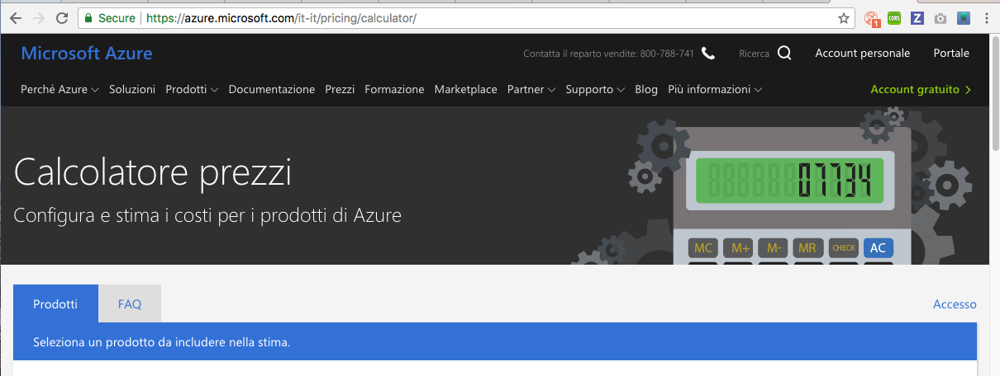 Secure https://azure.microsoft.com/it-it/pricing/calculator/
1 CORS Z
Microsoft Azure Contatta il reparto vendite: 800-788-741 Ricerca Account personale Portale
Perché Azure Soluzioni Prodotti Documentazione Prezzi Formazione Marketplace Partner Supporto Blog Più informazioni Account gratuito
07734
Calcolatore prezzi
Configura e stima i costi per i prodotti di Azure
MC M+ M- MR CHECK AC
Prodotti FAQ Accesso
Seleziona un prodotto da includere nella stima.